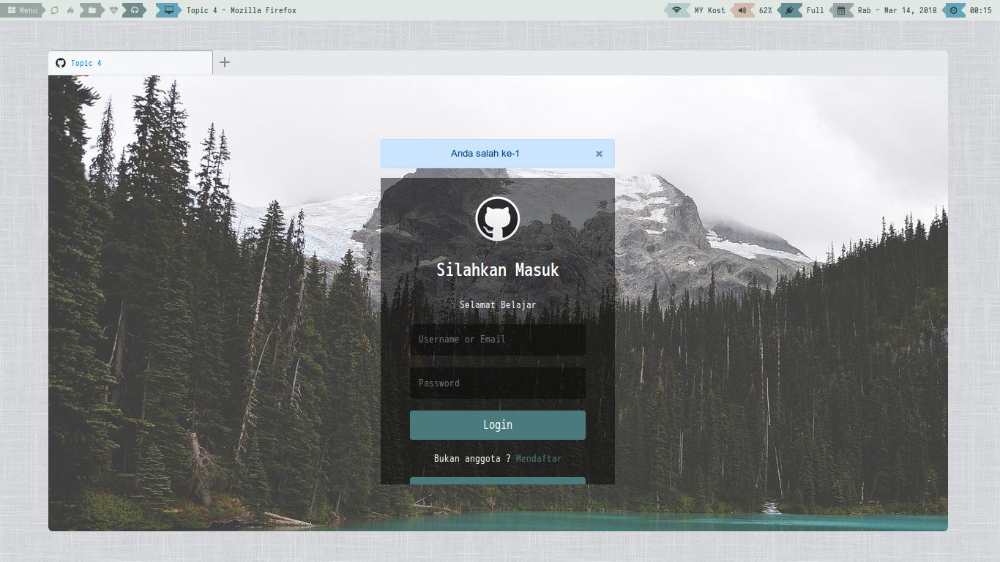 Menu
Topic 4 - Mozilla Firefox
MY Kost
62%
Full
Rab - Mar 14, 2018
00:15
Topic 4
Anda salah ke-1
Silahkan Masuk
Selamat Belajar
Username or Email
Password
Login
Bukan anggota ? Mendaftar